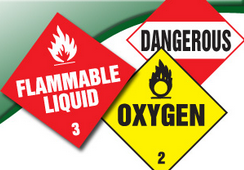 DANGEROUS
FLAMMABLE
LIQUID
3
OXYGEN
2